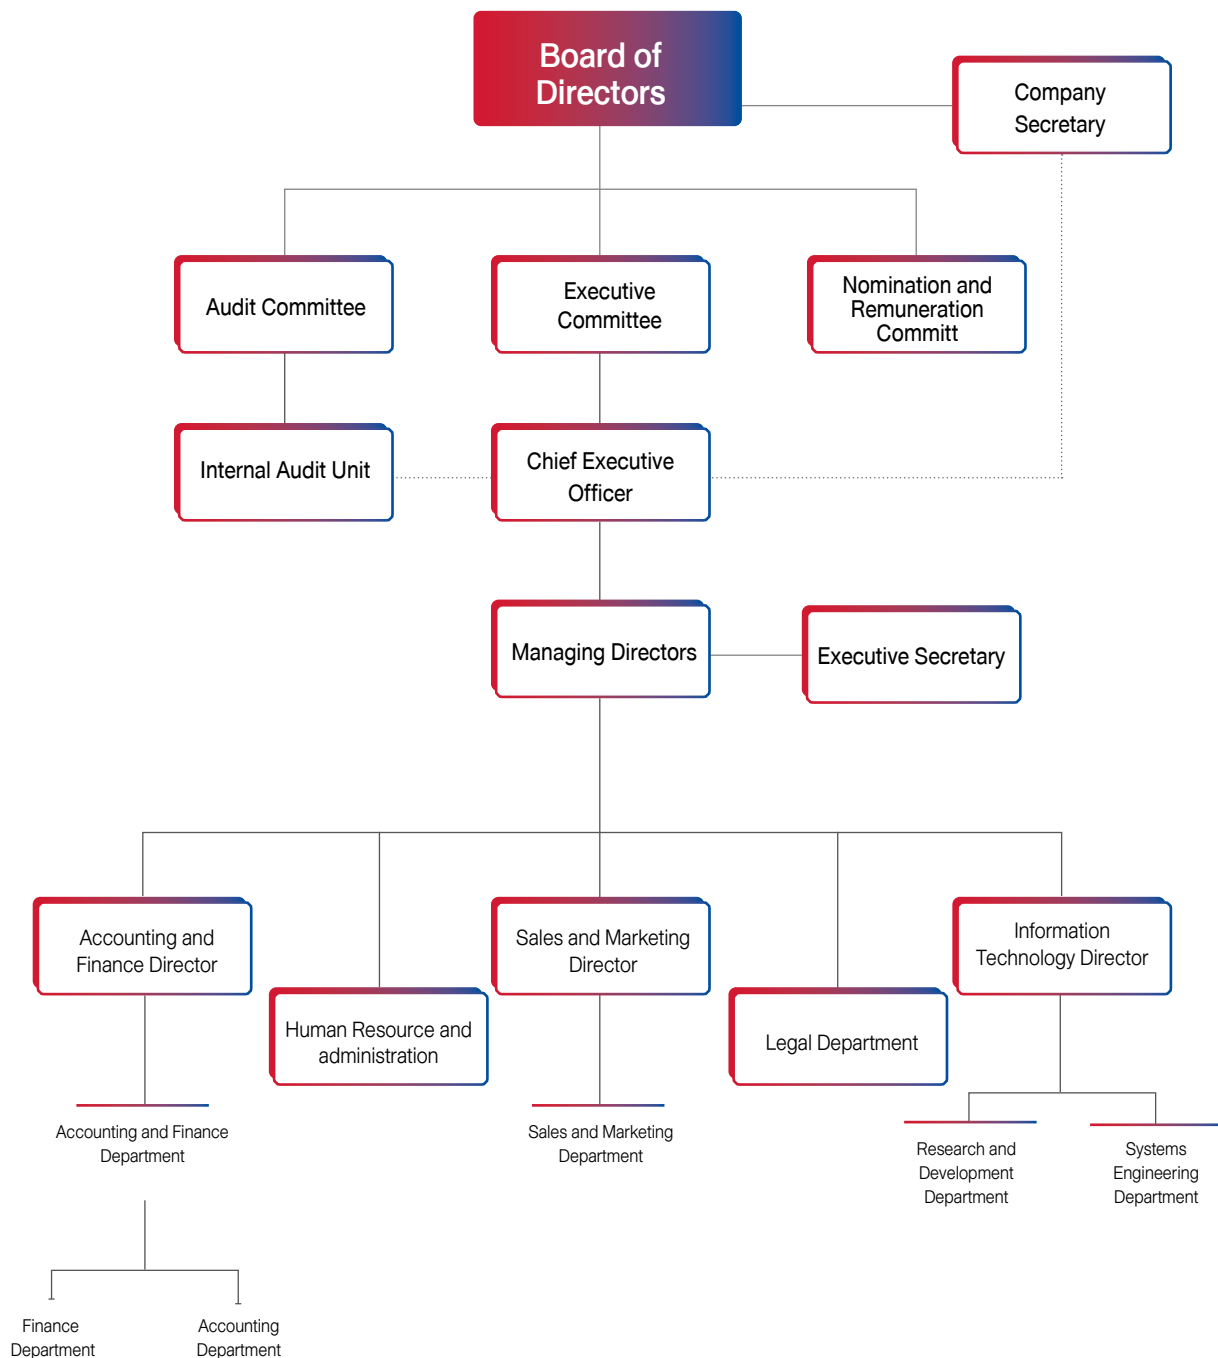 Board of
Directors
Company
Secretary
Audit Committee
Executive
Committee
Nomination and
Remuneration
Committ
Internal Audit Unit
Chief Executive
Officer
Managing Directors
Executive Secretary
Accounting and
Finance Director
Human Resource and
administration
Sales and Marketing
Director
Legal Department
Information
Technology Director
Accounting and Finance
Department
Sales and Marketing
Department
Research and
Development
Department
Systems
Engineering
Department
Finance
Department
Accounting
Department